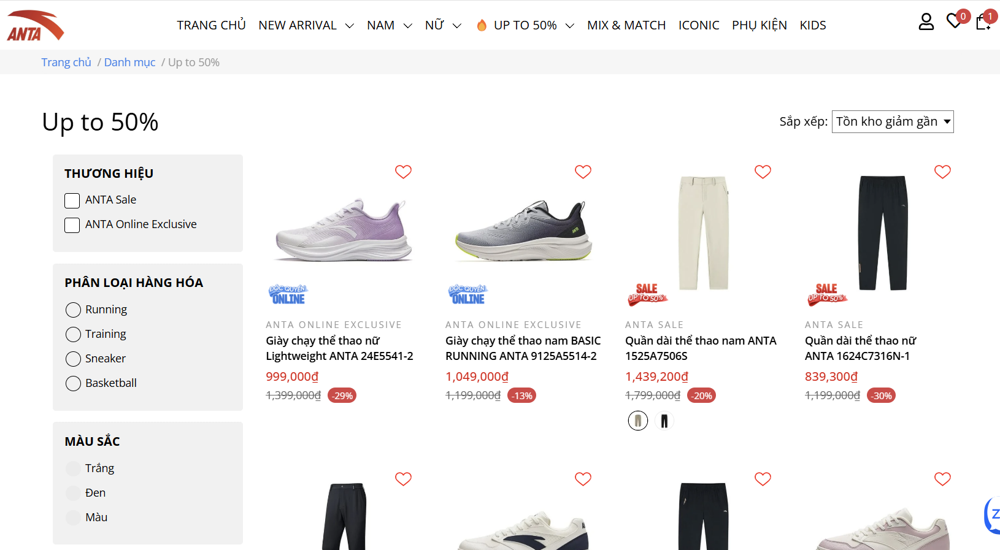 ANTA
TRANG CHỦ NEW ARRIVAL NAM NỮ UP TO 50% MIX & MATCH ICONIC PHỤ KIỆN KIDS
0
1
Trang chủ / Danh mục / Up to 50%
Up to 50%
Sắp xếp: Tồn kho giảm gần
THƯƠNG HIỆU
ANTA Sale
ANTA Online Exclusive
PHÂN LOẠI HÀNG HÓA
Running
Training
Sneaker
Basketball
MÀU SẮC
Trắng
Đen
Màu
ĐỘC QUYỀN
ONLINE
ANTA ONLINE EXCLUSIVE
Giày chạy thể thao nữ
Lightweight ANTA 24E5541-2
999,000₫
1,399,000₫ -29%
ANTA
ĐỘC QUYỀN
ONLINE
ANTA ONLINE EXCLUSIVE
Giày chạy thể thao nam BASIC
RUNNING ANTA 9125A5514-2
1,049,000₫
1,199,000₫ -13%
SALE
UP TO 50%
ANTA SALE
Quần dài thể thao nam ANTA
1525A7506S
1,439,200₫
1,799,000₫ -20%
SALE
UP TO 50%
ANTA SALE
Quần dài thể thao nữ
ANTA 1624C7316N-1
839,300₫
1,199,000₫ -30%
Z